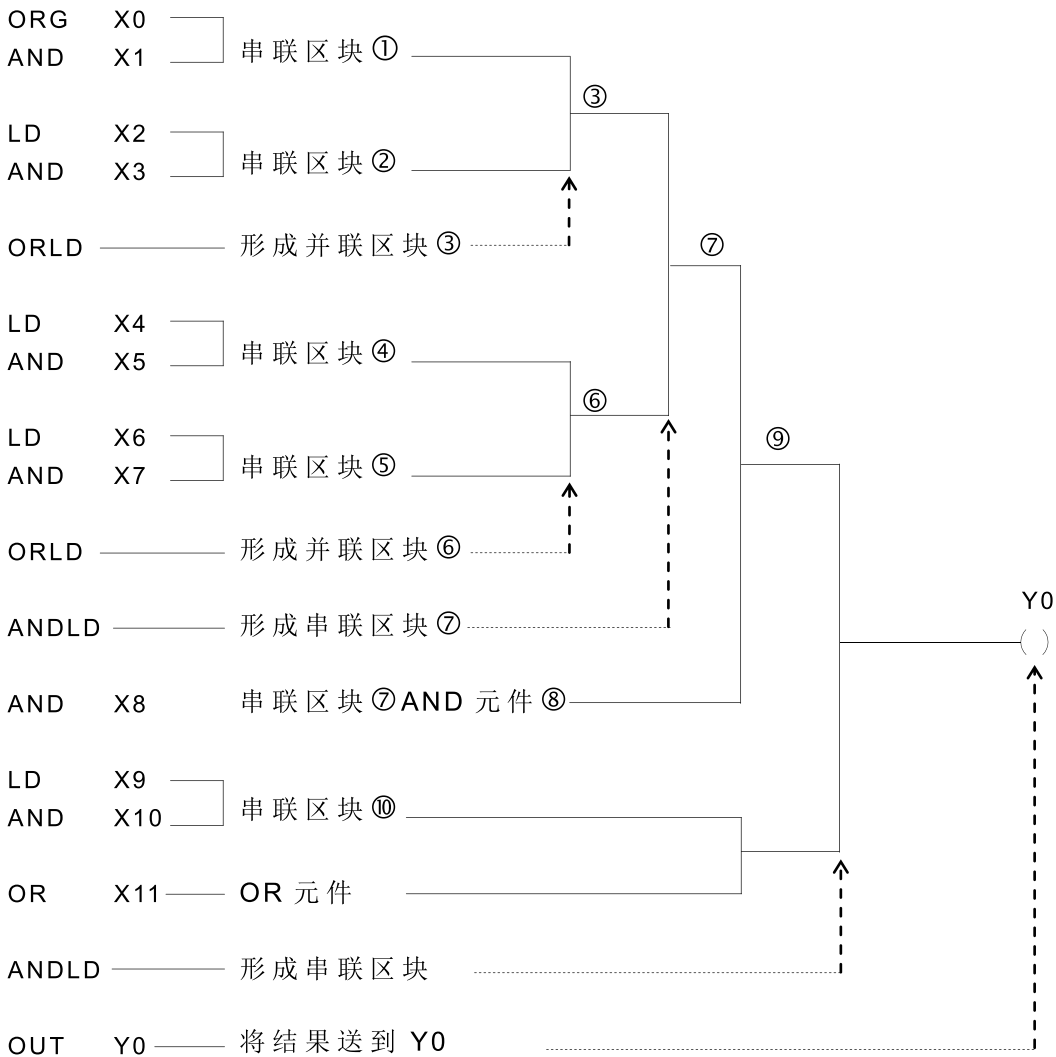 ORG X0
AND X1 串联区块①
③
LD X2
AND X3 串联区块②
ORLD 形成并联区块③
⑦
LD X4
AND X5 串联区块④
⑥
LD X6
AND X7 串联区块⑤
⑨
ORLD 形成并联区块⑥
Y0
ANDLD 形成串联区块⑦
( )
AND X8 串联区块⑦AND 元件⑧
LD X9
AND X10 串联区块⑩
OR X11 OR 元件
ANDLD 形成串联区块
OUT Y0 将结果送到 Y0